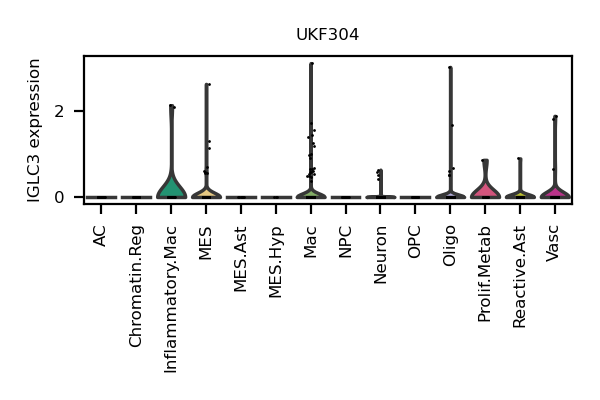 UKF304
IGLC3 expression
2
0
AC
Chromatin.Reg
Inflammatory.Mac
MES
MES.Ast
MES.Hyp
Mac
NPC
Neuron
OPC
Oligo
Prolif.Metab
Reactive.Ast
Vasc